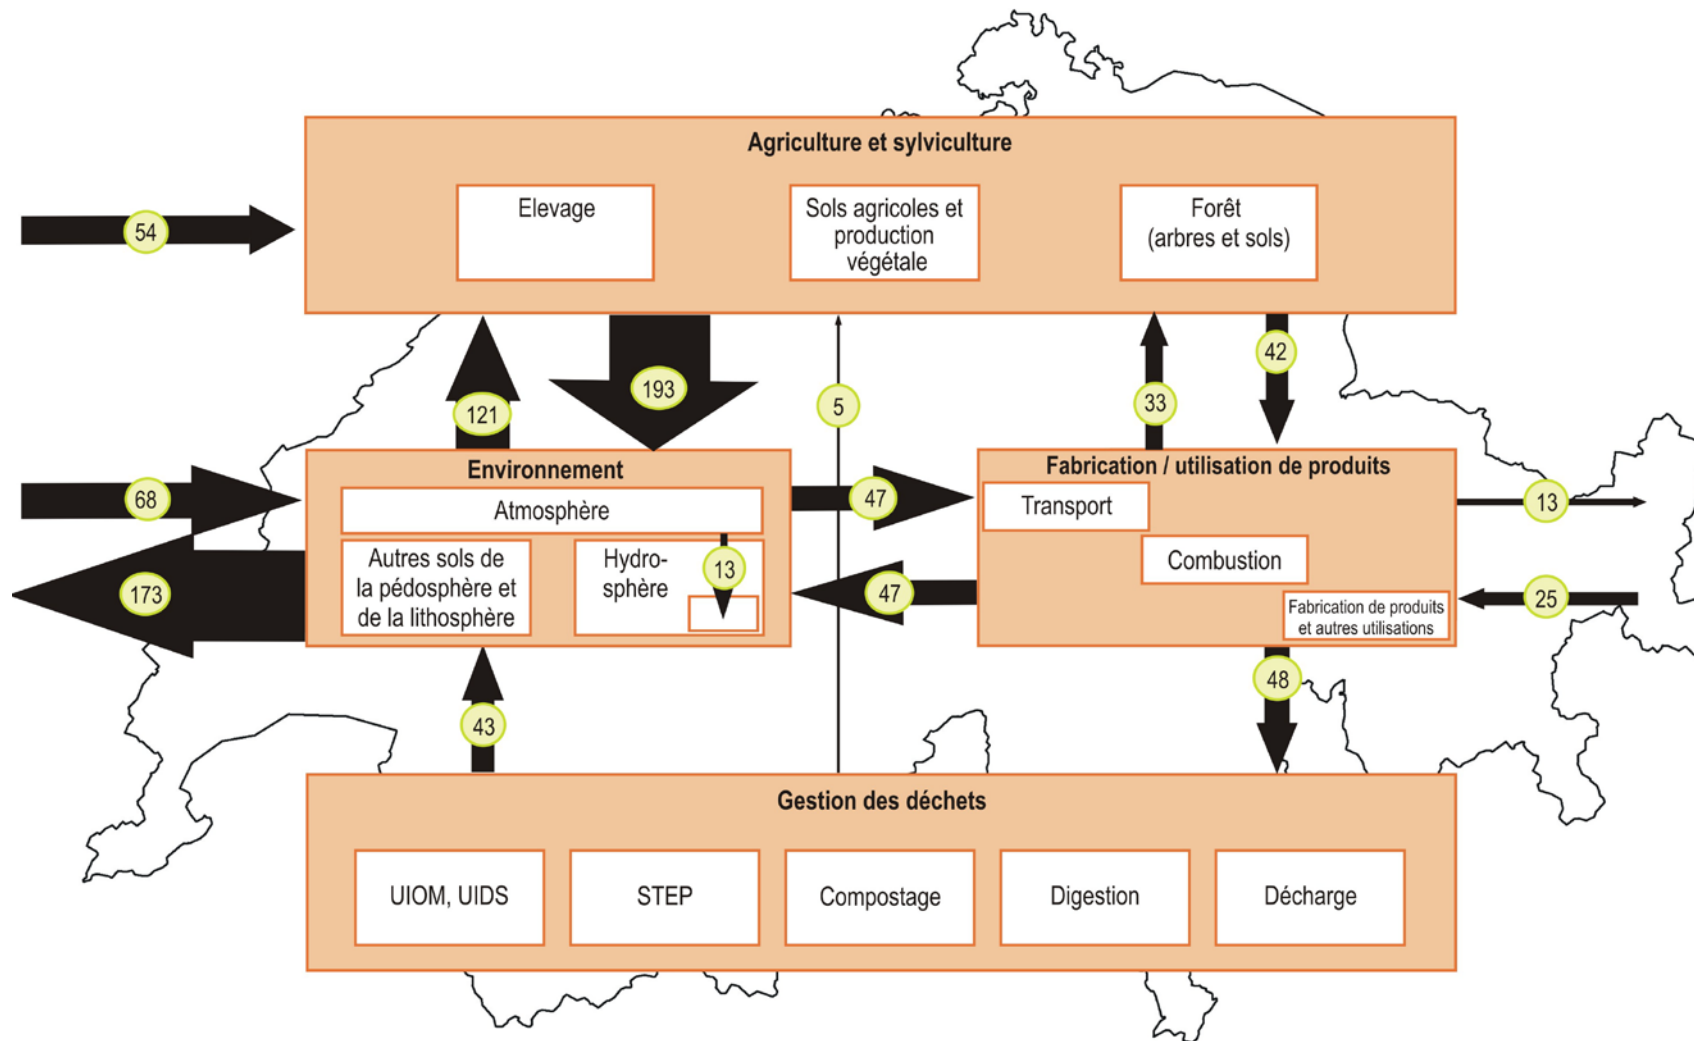 Agriculture et sylviculture
Elevage
Sols agricoles et
production
végétale
Forêt
(arbres et sols)
54
121
193
5
33
42
Environnement
Atmosphère
Autres sols de
la pédosphère et
de la lithosphère
Hydro-
sphère
13
68
173
47
47
Fabrication / utilisation de produits
Transport
Combustion
Fabrication de produits
et autres utilisations
13
25
43
48
Gestion des déchets
UIOM, UIDS
STEP
Compostage
Digestion
Décharge